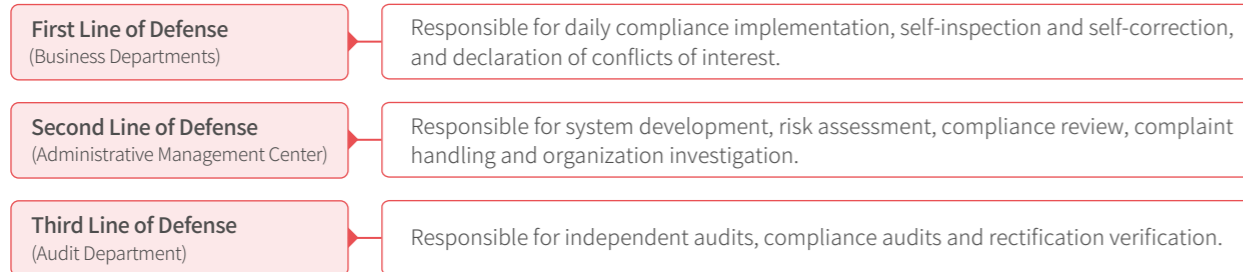 First Line of Defense
(Business Departments)
Responsible for daily compliance implementation, self-inspection and self-correction,
and declaration of conflicts of interest.
Second Line of Defense
(Administrative Management Center)
Responsible for system development, risk assessment, compliance review, complaint
handling and organization investigation.
Third Line of Defense
(Audit Department)
Responsible for independent audits, compliance audits and rectification verification.